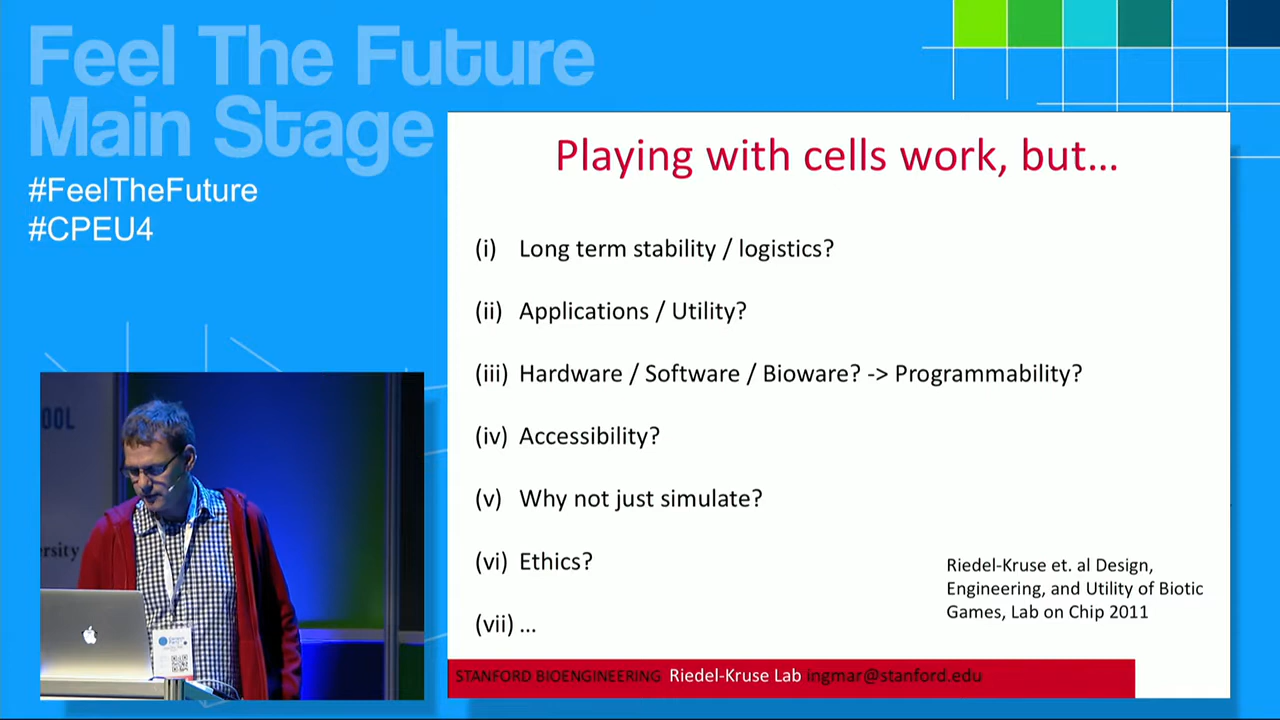 Feel The Future
Main Stage
#FeelTheFuture
#CPEU4
Playing with cells work, but...
(i) Long term stability / logistics?
(ii) Applications / Utility?
(iii) Hardware / Software / Bioware? -> Programmability?
(iv) Accessibility?
(v) Why not just simulate?
(vi) Ethics?
(vii) ...
Riedel-Kruse et. al Design,
Engineering, and Utility of Biotic
Games, Lab on Chip 2011
STANFORD BIOENGINEERING Riedel-Kruse Lab ingmar@stanford.edu